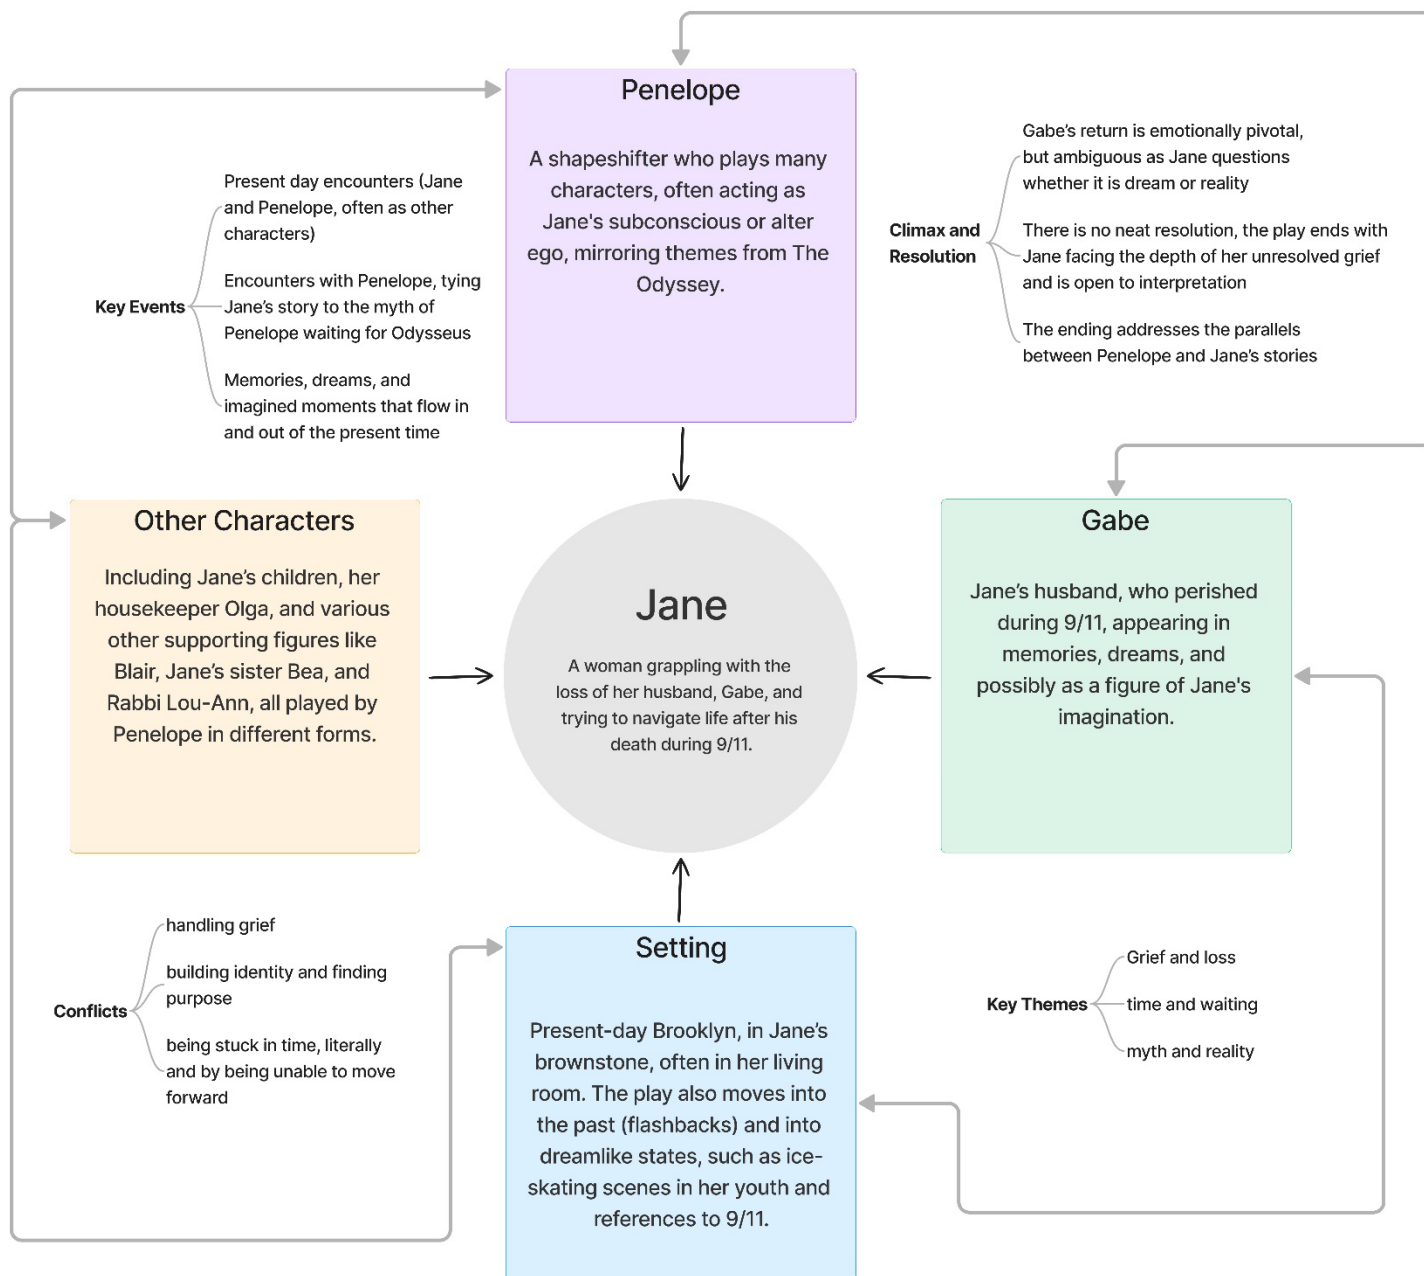 Penelope
A shapeshifter who plays many
characters, often acting as
Jane's subconscious or alter
ego, mirroring themes from The
Odyssey.
Key Events
Present day encounters (Jane
and Penelope, often as other
characters)
Encounters with Penelope, tying
Jane’s story to the myth of
Penelope waiting for Odysseus
Memories, dreams, and
imagined moments that flow in
and out of the present time
Climax and
Resolution
Gabe’s return is emotionally pivotal,
but ambiguous as Jane questions
whether it is dream or reality
There is no neat resolution, the play ends with
Jane facing the depth of her unresolved grief
and is open to interpretation
The ending addresses the parallels
between Penelope and Jane’s stories
Other Characters
Including Jane’s children, her
housekeeper Olga, and various
other supporting figures like
Blair, Jane’s sister Bea, and
Rabbi Lou-Ann, all played by
Penelope in different forms.
Jane
A woman grappling with the
loss of her husband, Gabe, and
trying to navigate life after his
death during 9/11.
Gabe
Jane’s husband, who perished
during 9/11, appearing in
memories, dreams, and
possibly as a figure of Jane's
imagination.
Conflicts
handling grief
building identity and finding
purpose
being stuck in time, literally
and by being unable to move
forward
Setting
Present-day Brooklyn, in Jane’s
brownstone, often in her living
room. The play also moves into
the past (flashbacks) and into
dreamlike states, such as ice-
skating scenes in her youth and
references to 9/11.
Key Themes
Grief and loss
time and waiting
myth and reality